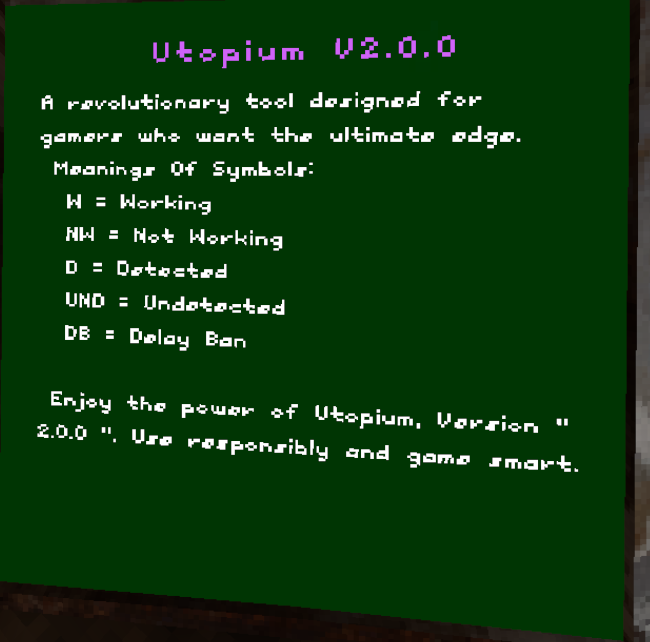 Utopium V2.0.0
A revolutionary tool designed for
gamers who want the ultimate edge.
Meanings Of Symbols:
W = Working
NW = Not Working
D = Detected
UND = Undetected
DB = Delay Ban
Enjoy the power of Utopium, Version "
2.0.0 ". Use responsibly and game smart.